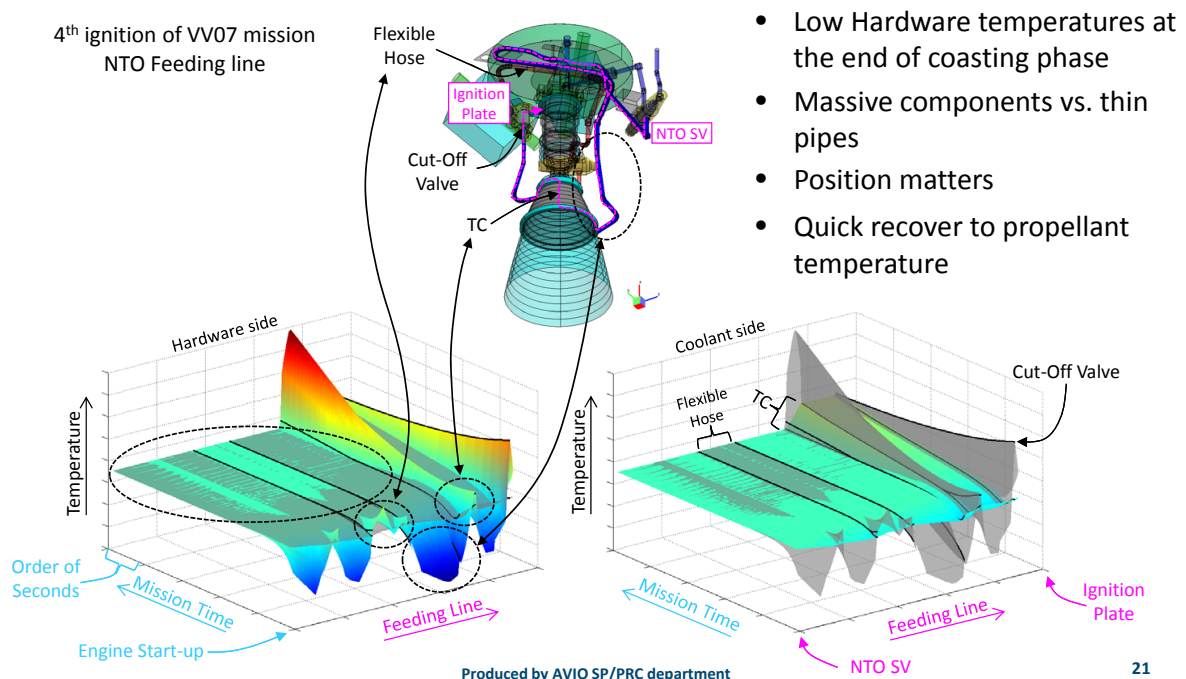 4th ignition of VV07 mission
NTO Feeding line
Flexible
Hose
Ignition
Plate
NTO SV
Cut-Off
Valve
TC
• Low Hardware temperatures at
the end of coasting phase
• Massive components vs. thin
pipes
• Position matters
• Quick recover to propellant
temperature
Hardware side
Temperature
Order of
Seconds
Mission Time
Engine Start-up
Feeding Line
Coolant side
Cut-Off Valve
Flexible
Hose
TC
Temperature
Mission Time
Feeding Line
Ignition
Plate
NTO SV
Produced by AVIO SP/PRC department
21